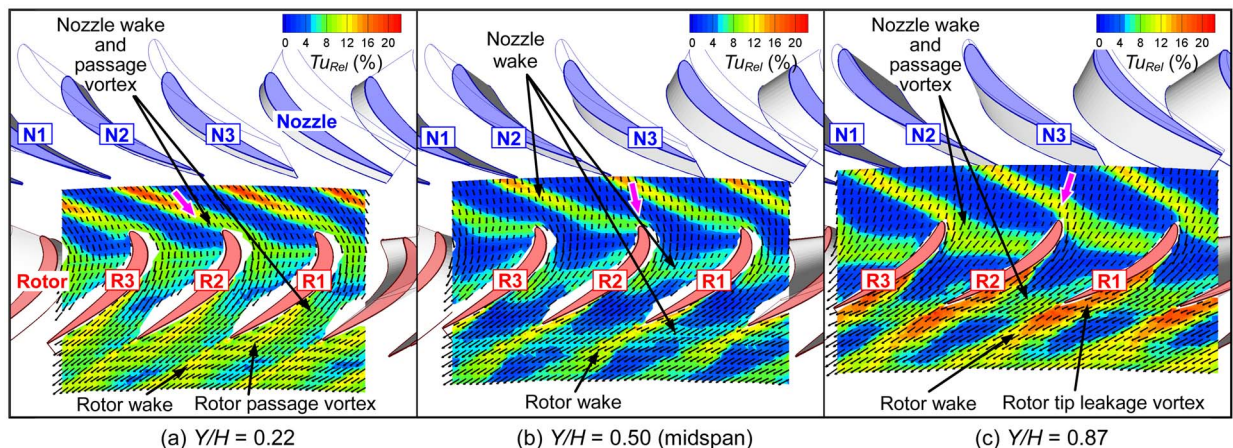 Nozzle wake
and
passage
vortex
0 4 8 12 16 20
TuRel (%)
N1
N2
N3
Nozzle
Rotor
R3
R2
R1
Rotor wake
Rotor passage vortex
(a) Y/H = 0.22
Nozzle
wake
0 4 8 12 16 20
TuRel (%)
N1
N2
N3
R3
R2
R1
Rotor wake
(b) Y/H = 0.50 (midspan)
Nozzle
wake and
passage
vortex
0 4 8 12 16 20
TuRel (%)
N1
N2
N3
R3
R2
R1
Rotor wake
Rotor tip leakage vortex
(c) Y/H = 0.87